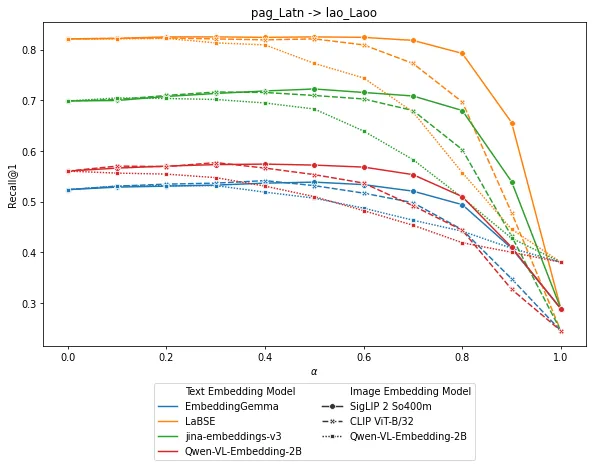 pag_Latn -> lao_Laoo
Recall@1
0.8
0.7
0.6
0.5
0.4
0.3
0.0 0.2 0.4 0.6 0.8 1.0
α
Text Embedding Model
EmbeddingGemma
LaBSE
jina-embeddings-v3
Qwen-VL-Embedding-2B
Image Embedding Model
SigLIP 2 So400m
CLIP ViT-B/32
Qwen-VL-Embedding-2B